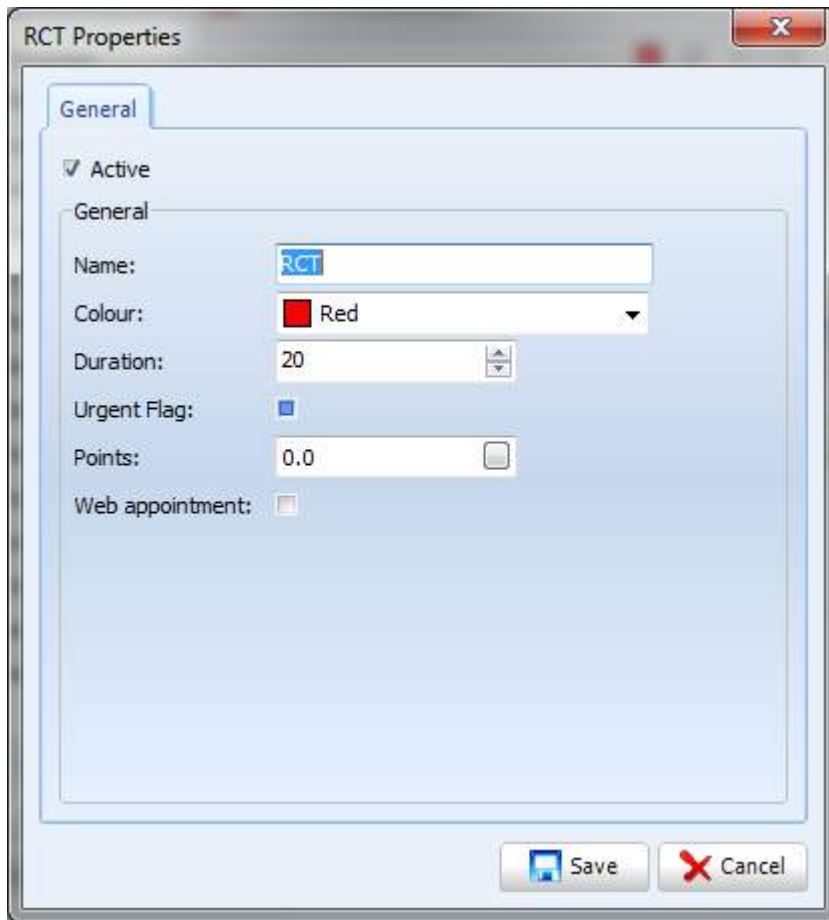 RCT Properties
General
Active
General
Name: RCT
Colour: Red
Duration: 20
Urgent Flag:
Points: 0.0
Web appointment:
Save Cancel